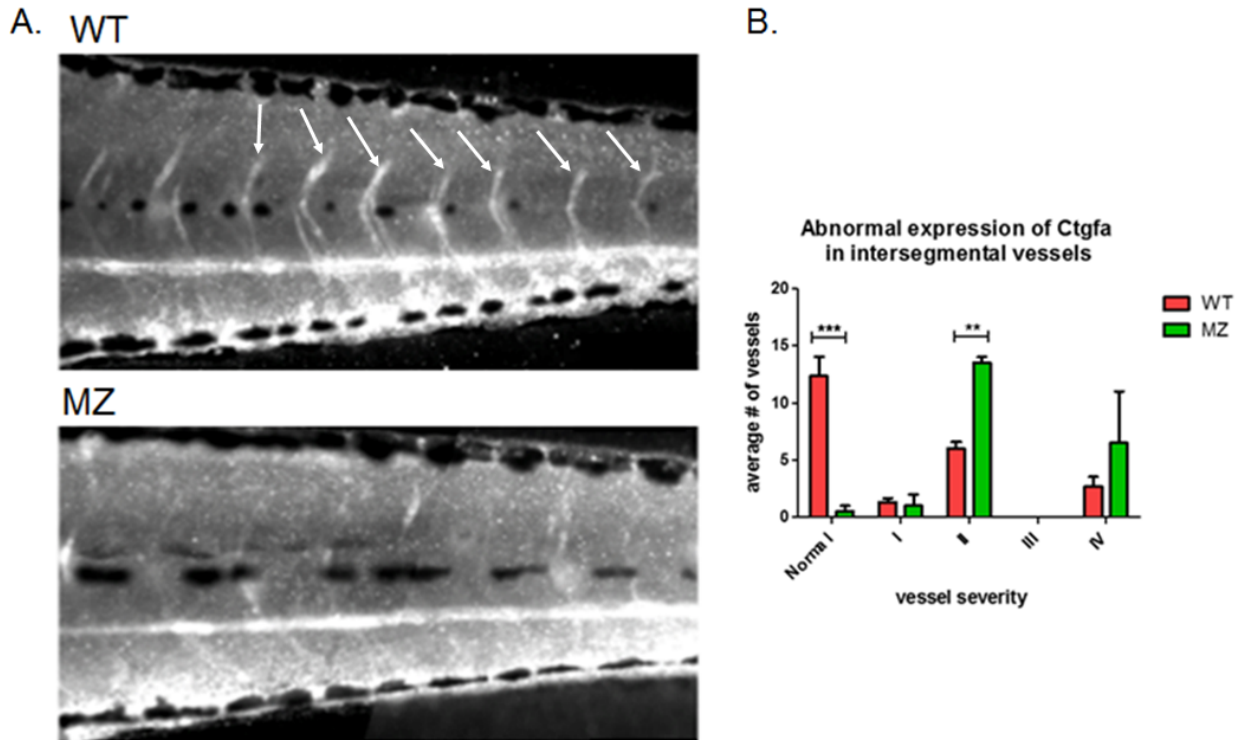 A.
WT
MZ
B.
Abnormal expression of Ctgfa
in intersegmental vessels
average # of vessels
20
15
10
5
0
***
**
Normal I
I
II
III
IV
vessel severity
WT
MZ